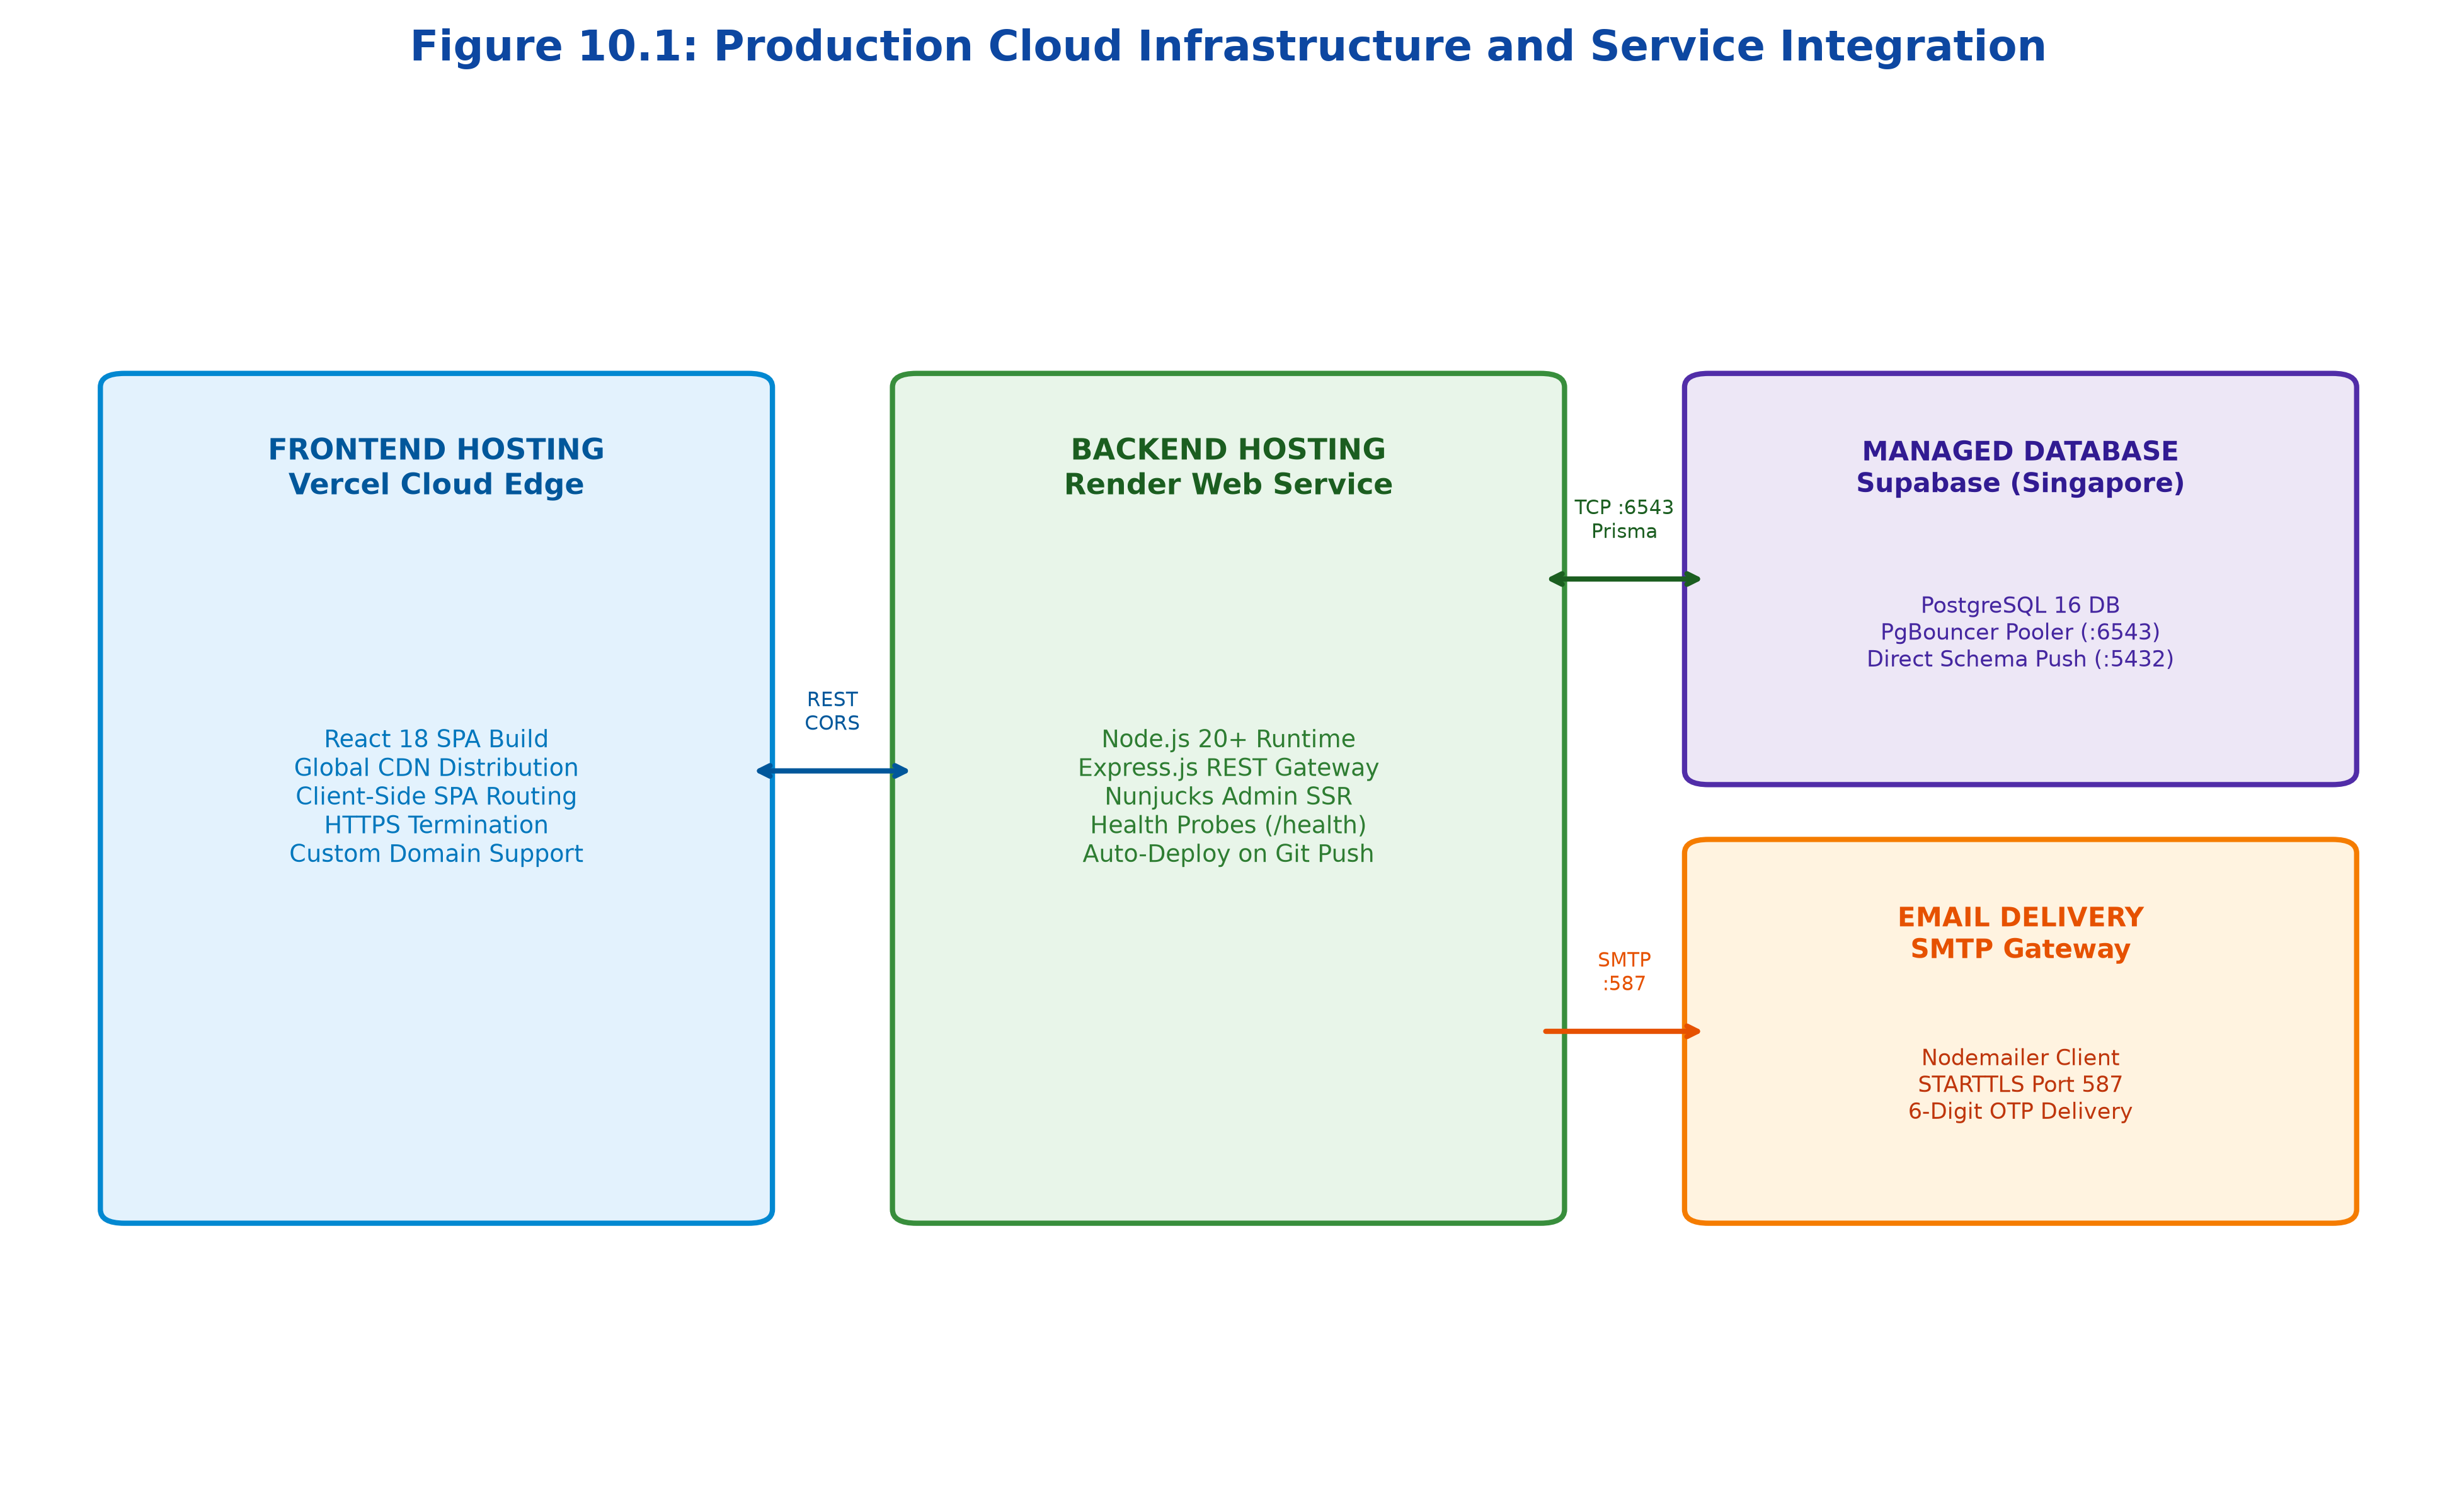 Figure 10.1: Production Cloud Infrastructure and Service Integration
FRONTEND HOSTING
Vercel Cloud Edge
React 18 SPA Build
Global CDN Distribution
Client-Side SPA Routing
HTTPS Termination
Custom Domain Support
REST
CORS
BACKEND HOSTING
Render Web Service
Node.js 20+ Runtime
Express.js REST Gateway
Nunjucks Admin SSR
Health Probes (/health)
Auto-Deploy on Git Push
TCP :6543
Prisma
MANAGED DATABASE
Supabase (Singapore)
PostgreSQL 16 DB
PgBouncer Pooler (:6543)
Direct Schema Push (:5432)
SMTP
:587
EMAIL DELIVERY
SMTP Gateway
Nodemailer Client
STARTTLS Port 587
6-Digit OTP Delivery